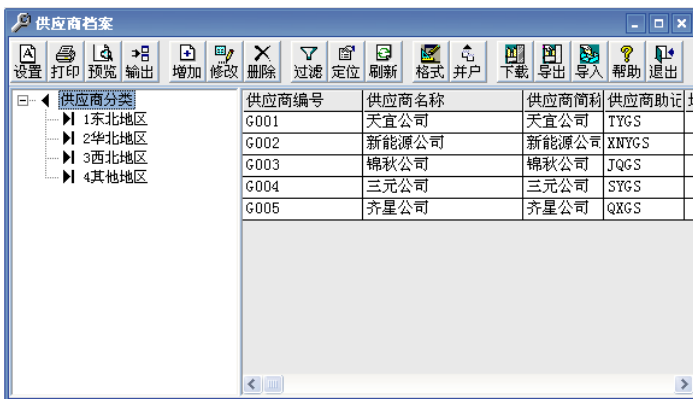 供应商档案
设置 打印 预览 输出 增加 修改 删除 过滤 定位 刷新 格式 并户 下载 导出 导入 帮助 退出
供应商分类
1东北地区
2华北地区
3西北地区
4其他地区
供应商编号 供应商名称 供应商简称 供应商助记
G001 天宜公司 天宜公司 TYGS
G002 新能源公司 新能源公司 XNYGS
G003 锦秋公司 锦秋公司 JQGS
G004 三元公司 三元公司 SYGS
G005 齐星公司 齐星公司 QXGS